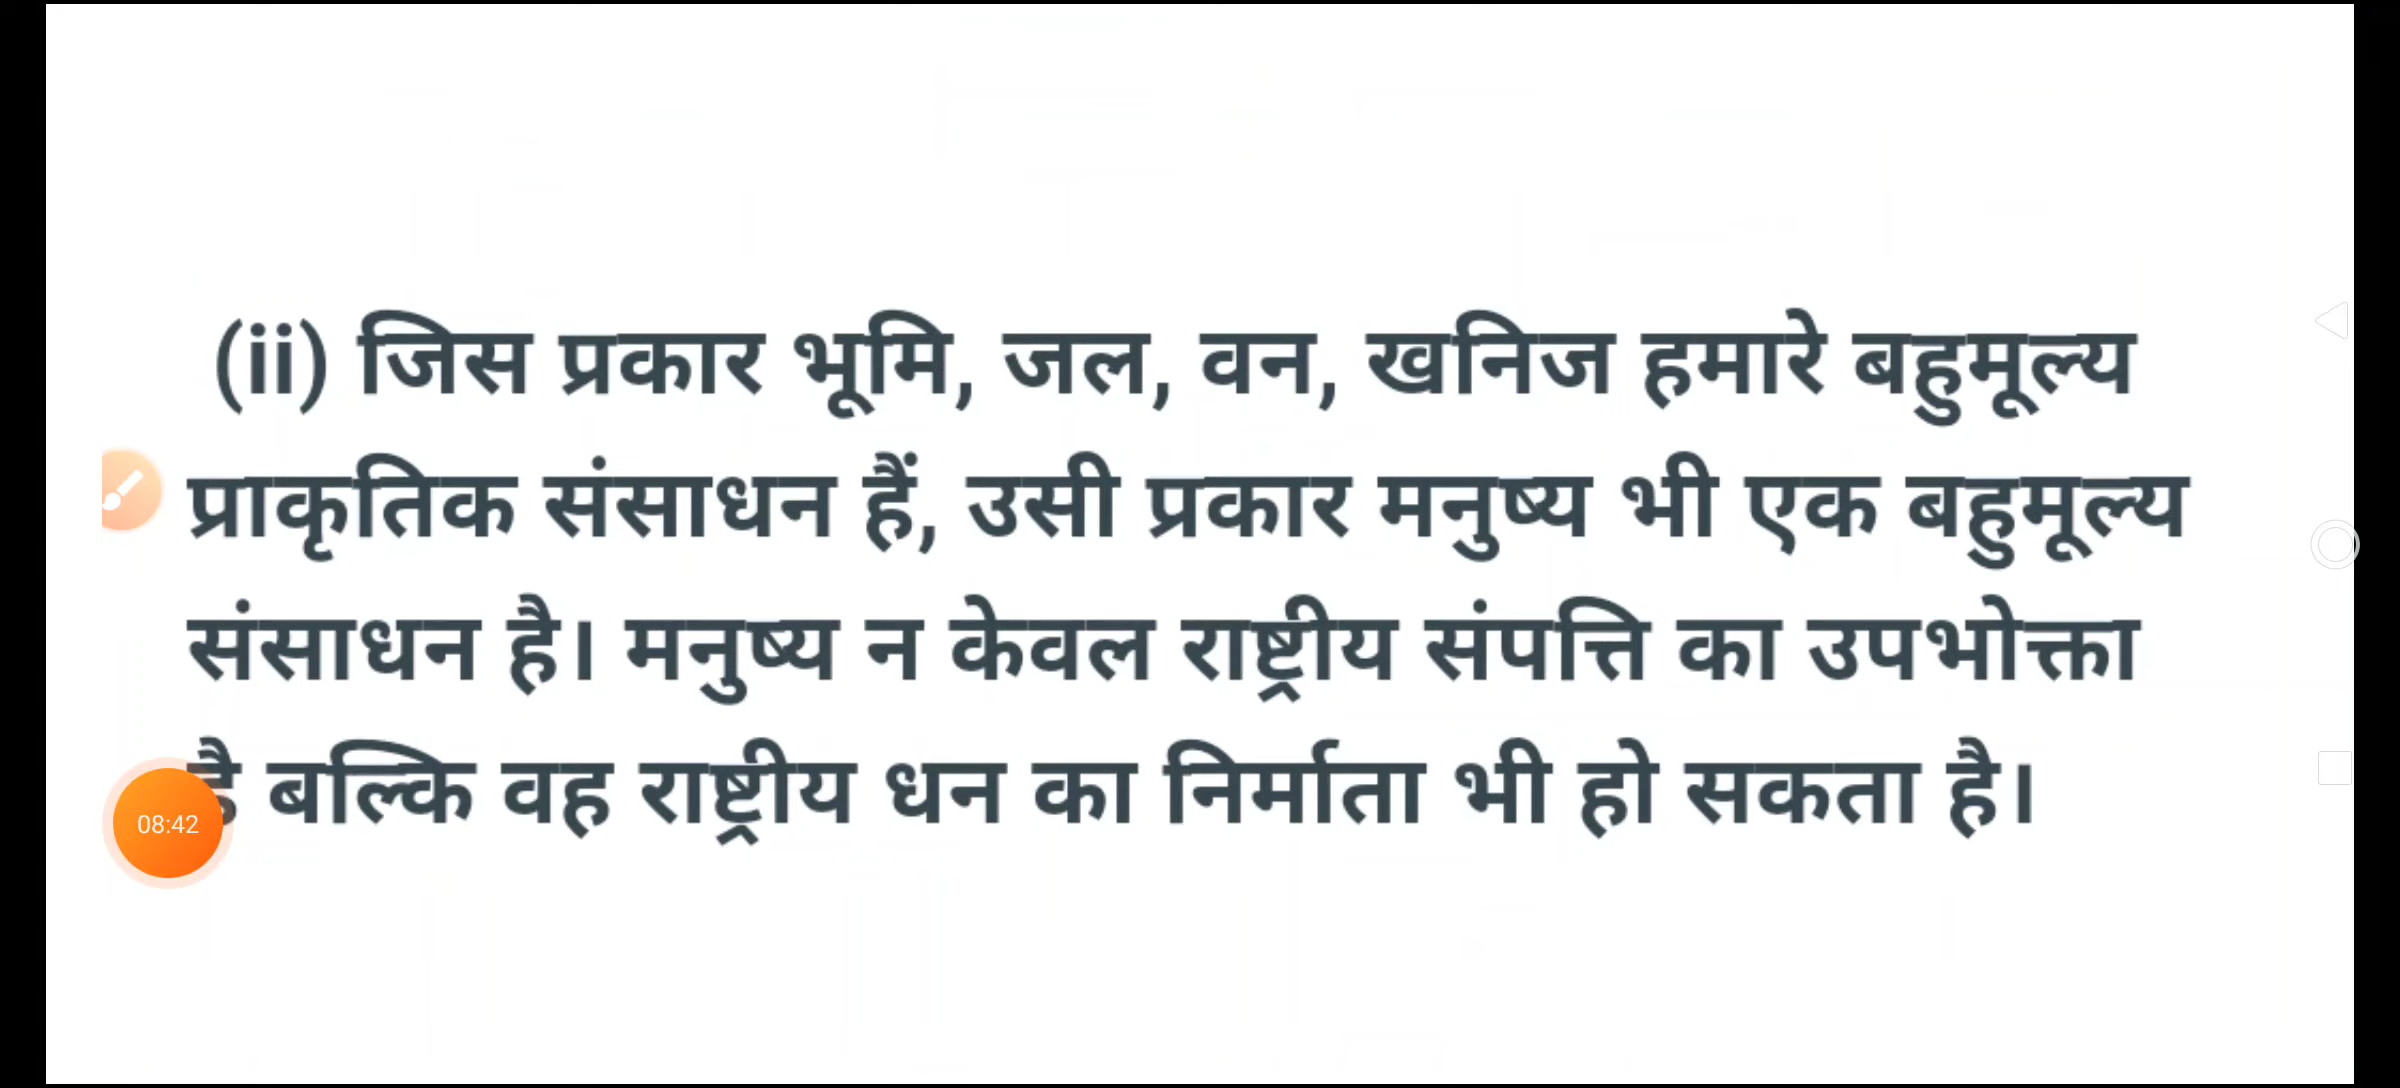 (ii) जिस प्रकार भूमि, जल, वन, खनिज हमारे बहुमूल्य
प्राकृतिक संसाधन हैं, उसी प्रकार मनुष्य भी एक बहुमूल्य
संसाधन है। मनुष्य न केवल राष्ट्रीय संपत्ति का उपभोक्ता
है बल्कि वह राष्ट्रीय धन का निर्माता भी हो सकता है।
08:42